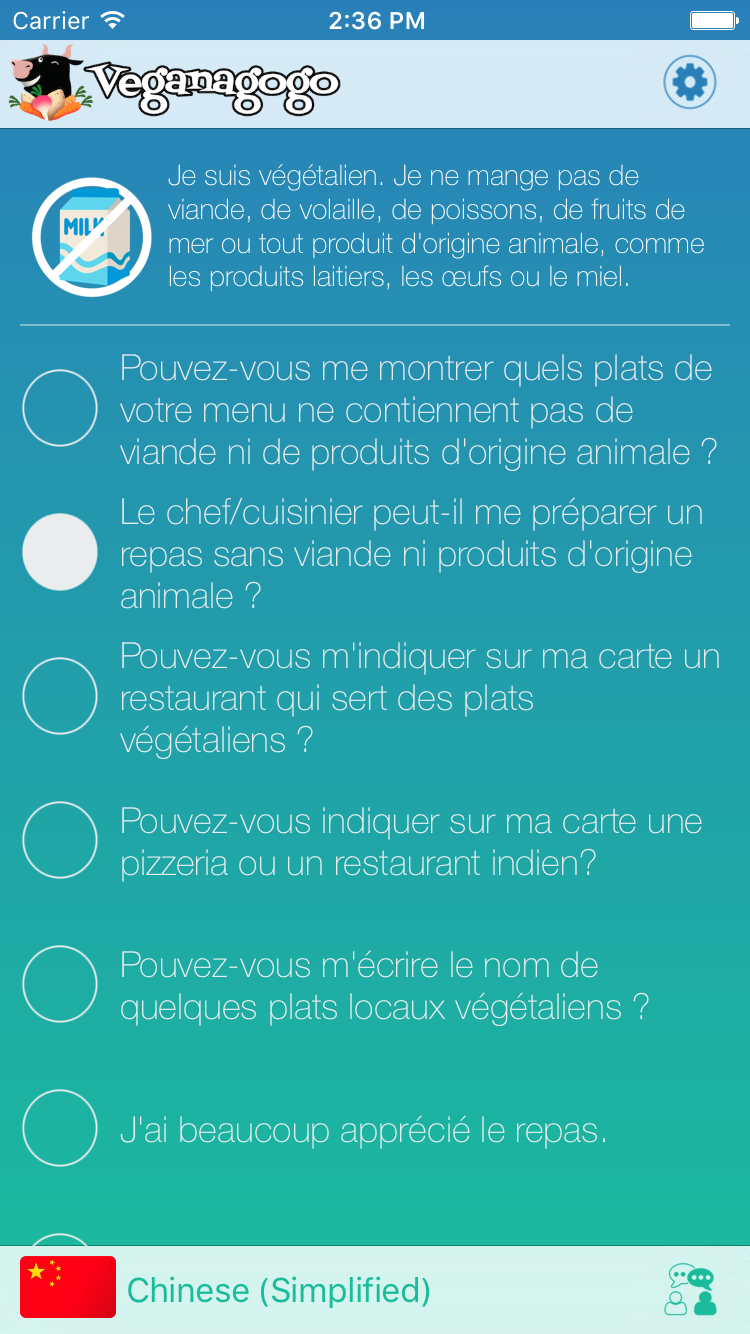 Carrier
2:36 PM
Veganagogo
MILK
Je suis végétalien. Je ne mange pas de
viande, de volaille, de poissons, de fruits de
mer ou tout produit d'origine animale, comme
les produits laitiers, les œufs ou le miel.
Pouvez-vous me montrer quels plats de
votre menu ne contiennent pas de
viande ni de produits d'origine animale ?
Le chef/cuisinier peut-il me préparer un
repas sans viande ni produits d'origine
animale ?
Pouvez-vous m'indiquer sur ma carte un
restaurant qui sert des plats
végétaliens ?
Pouvez-vous indiquer sur ma carte une
pizzeria ou un restaurant indien?
Pouvez-vous m'écrire le nom de
quelques plats locaux végétaliens ?
J'ai beaucoup apprécié le repas.
Chinese (Simplified)